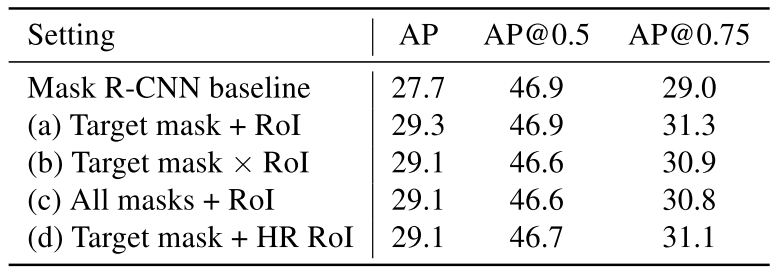 Setting AP AP@0.5 AP@0.75
Mask R-CNN baseline 27.7 46.9 29.0
(a) Target mask + RoI 29.3 46.9 31.3
(b) Target mask × RoI 29.1 46.6 30.9
(c) All masks + RoI 29.1 46.6 30.8
(d) Target mask + HR RoI 29.1 46.7 31.1